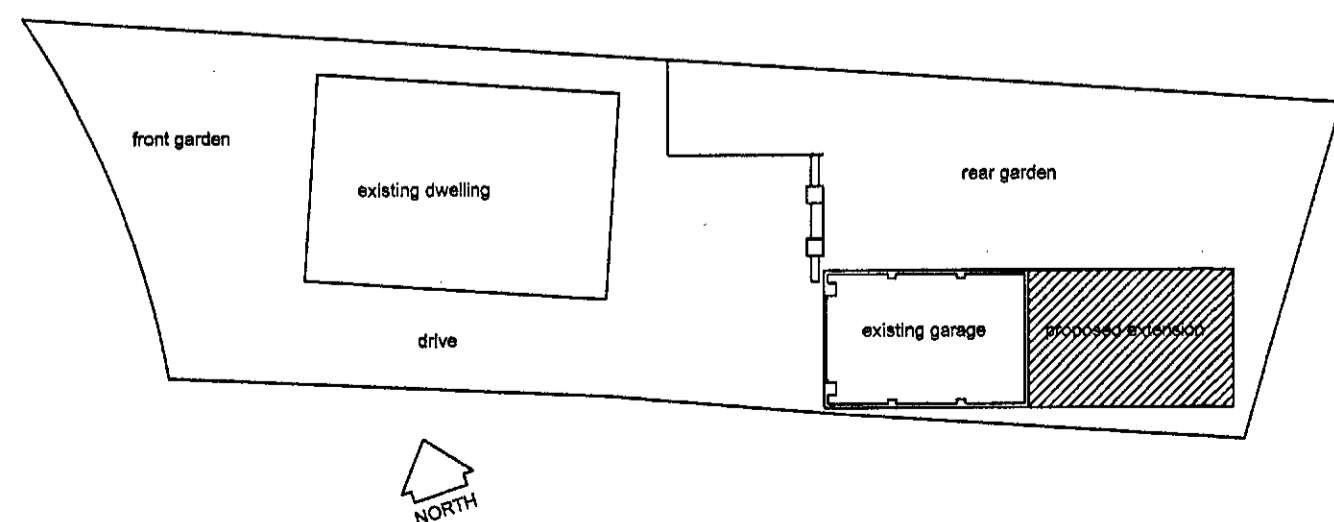 front garden
existing dwelling
rear garden
existing garage
proposed extension
drive
NORTH